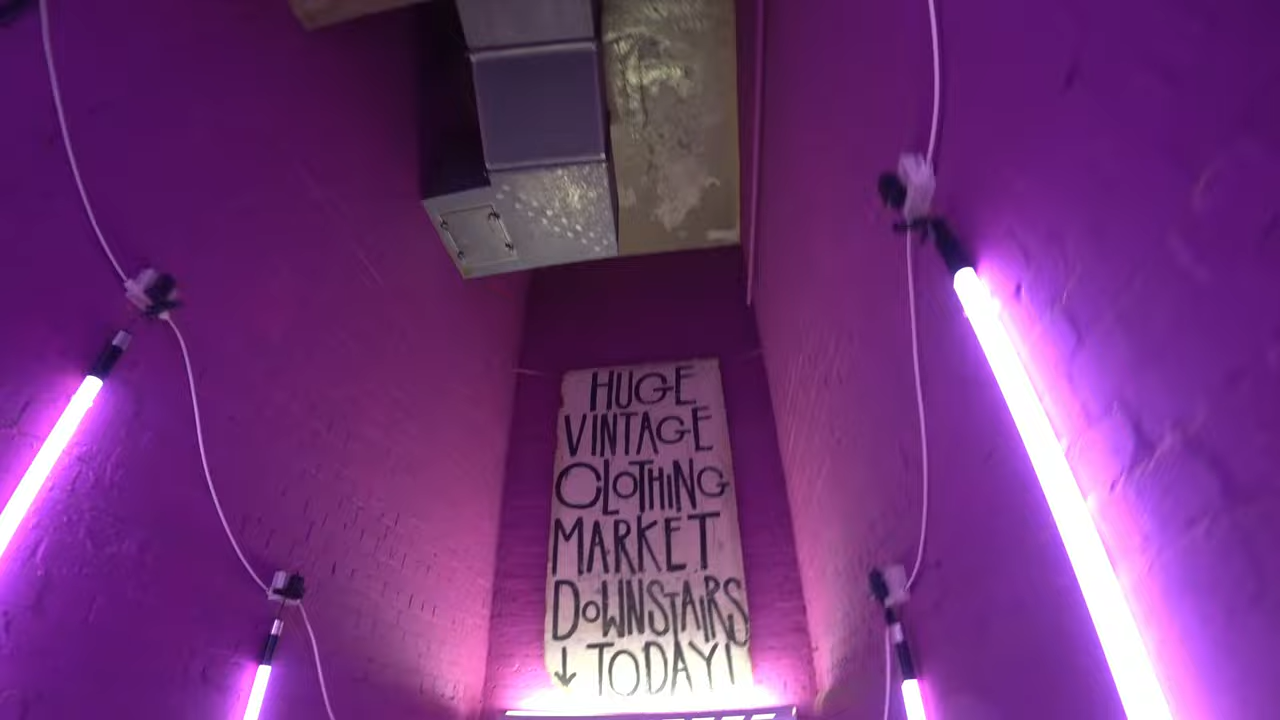 HUGE
VINTAGE
CLOTHING
MARKET
DOWNSTAIRS
↓ TODAY!